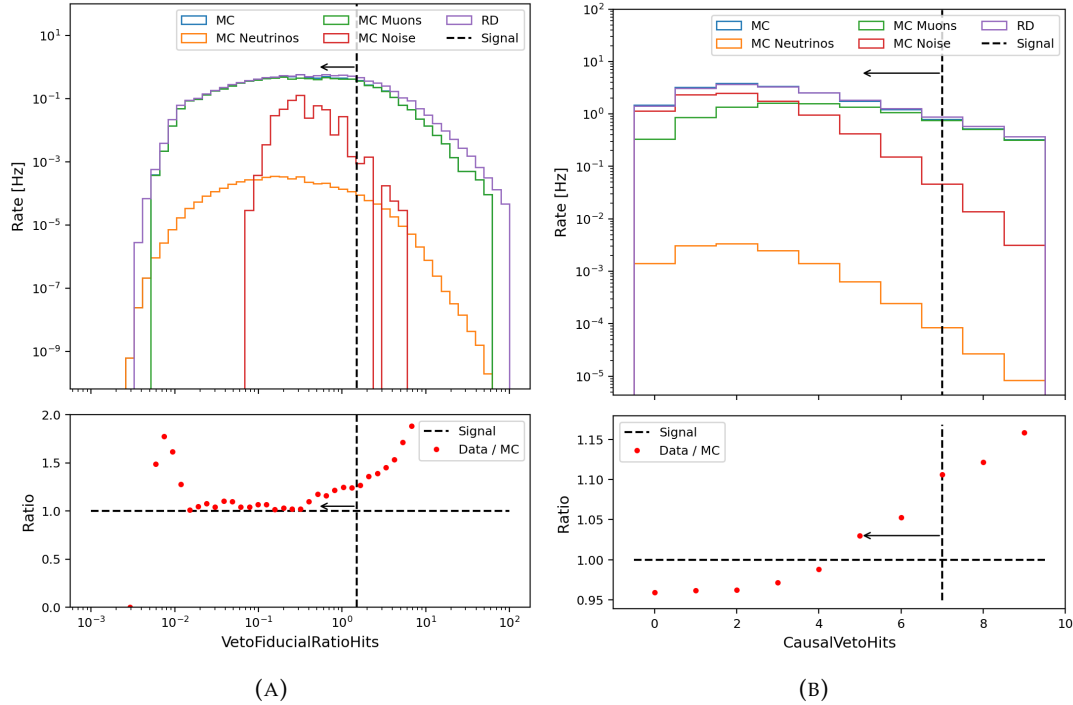 MC
MC Neutrinos
MC Muons
MC Noise
RD
Signal
10^1
10^-1
10^-3
10^-5
10^-7
10^-9
Rate [Hz]
Signal
Data / MC
2.0
1.5
1.0
0.5
0.0
Ratio
10^-3 10^-2 10^-1 10^0 10^1 10^2
VetoFiducialRatioHits
(A)
MC
MC Neutrinos
MC Muons
MC Noise
RD
Signal
10^2
10^1
10^0
10^-1
10^-2
10^-3
10^-4
10^-5
Rate [Hz]
Signal
Data / MC
1.15
1.10
1.05
1.00
0.95
Ratio
0 2 4 6 8 10
CausalVetoHits
(B)